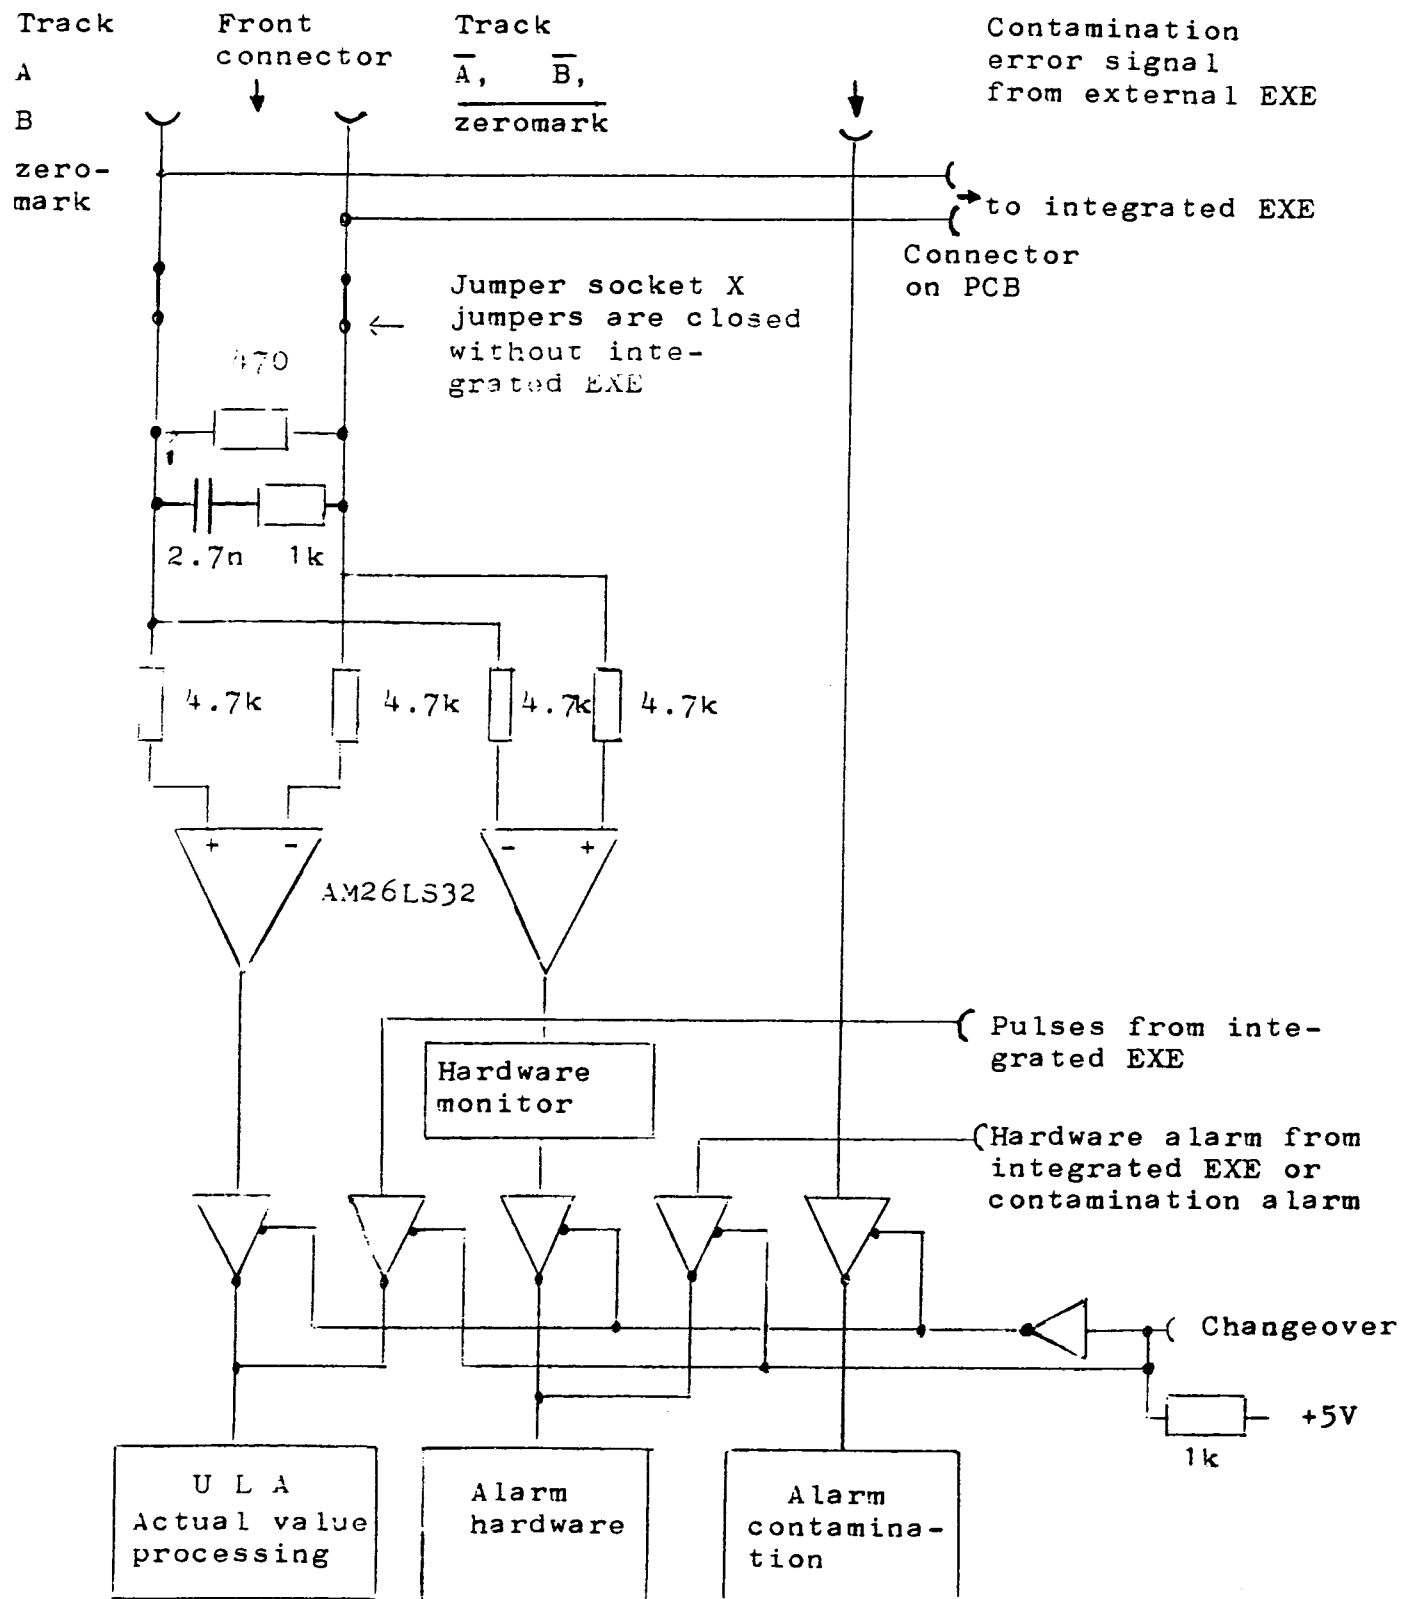 Track
A
B
zero-
mark
Front
connector
Track
A̅, B̅,
z̅e̅r̅o̅m̅a̅r̅k̅
Contamination
error signal
from external EXE
to integrated EXE
Connector
on PCB
Jumper socket X
jumpers are closed
without inte-
grated EXE
470
2.7n 1k
4.7k 4.7k 4.7k 4.7k
+ - - +
AM26LS32
Pulses from inte-
grated EXE
Hardware
monitor
Hardware alarm from
integrated EXE or
contamination alarm
Changeover
+5V
1k
U L A
Actual value
processing
Alarm
hardware
Alarm
contamina-
tion